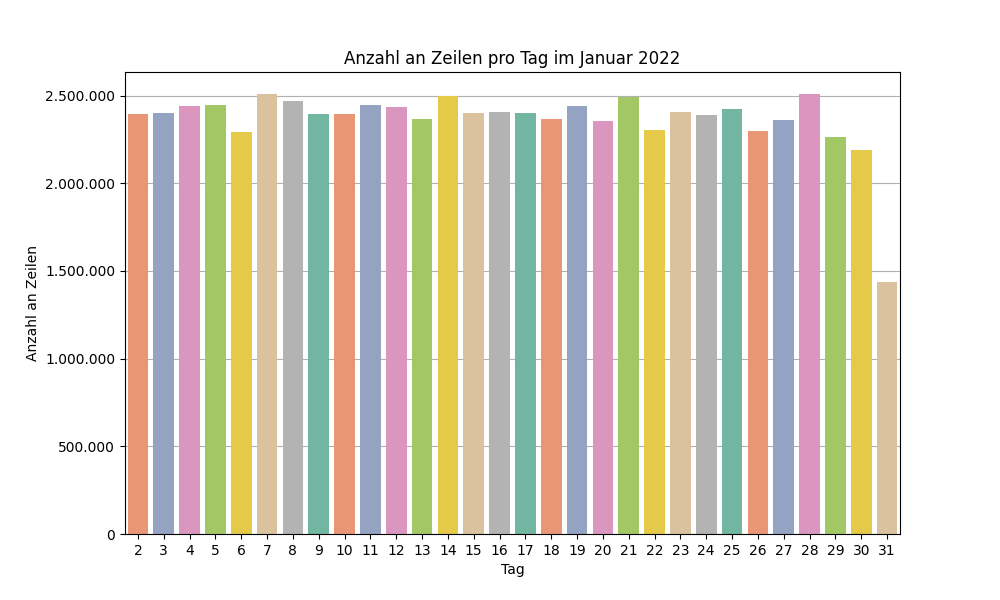 Anzahl an Zeilen pro Tag im Januar 2022
Anzahl an Zeilen
2.500.000
2.000.000
1.500.000
1.000.000
500.000
0
2 3 4 5 6 7 8 9 10 11 12 13 14 15 16 17 18 19 20 21 22 23 24 25 26 27 28 29 30 31
Tag